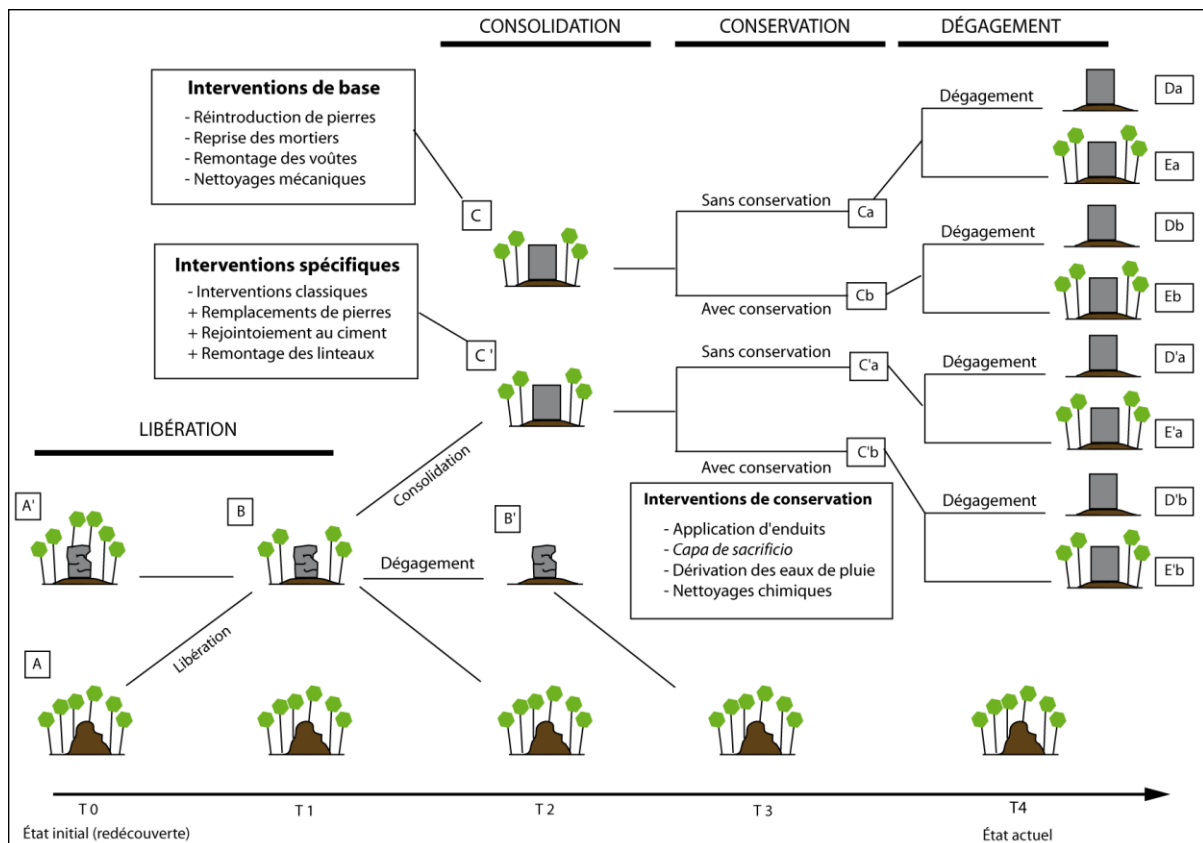 CONSOLIDATION
CONSERVATION
DÉGAGEMENT
Interventions de base
- Réintroduction de pierres
- Reprise des mortiers
- Remontage des voûtes
- Nettoyages mécaniques
C
Interventions spécifiques
- Interventions classiques
+ Remplacements de pierres
+ Rejointoiement au ciment
+ Remontage des linteaux
C '
Sans conservation
Ca
Avec conservation
Cb
Sans conservation
C'a
Avec conservation
C'b
Dégagement
Da
Ea
Dégagement
Db
Eb
Dégagement
D'a
E'a
Dégagement
D'b
E'b
Interventions de conservation
- Application d'enduits
- Capa de sacrificio
- Dérivation des eaux de pluie
- Nettoyages chimiques
LIBÉRATION
A'
B
Consolidation
Dégagement
B'
A
Libération
T 0
T 1
T 2
T 3
T4
État initial (redécouverte)
État actuel